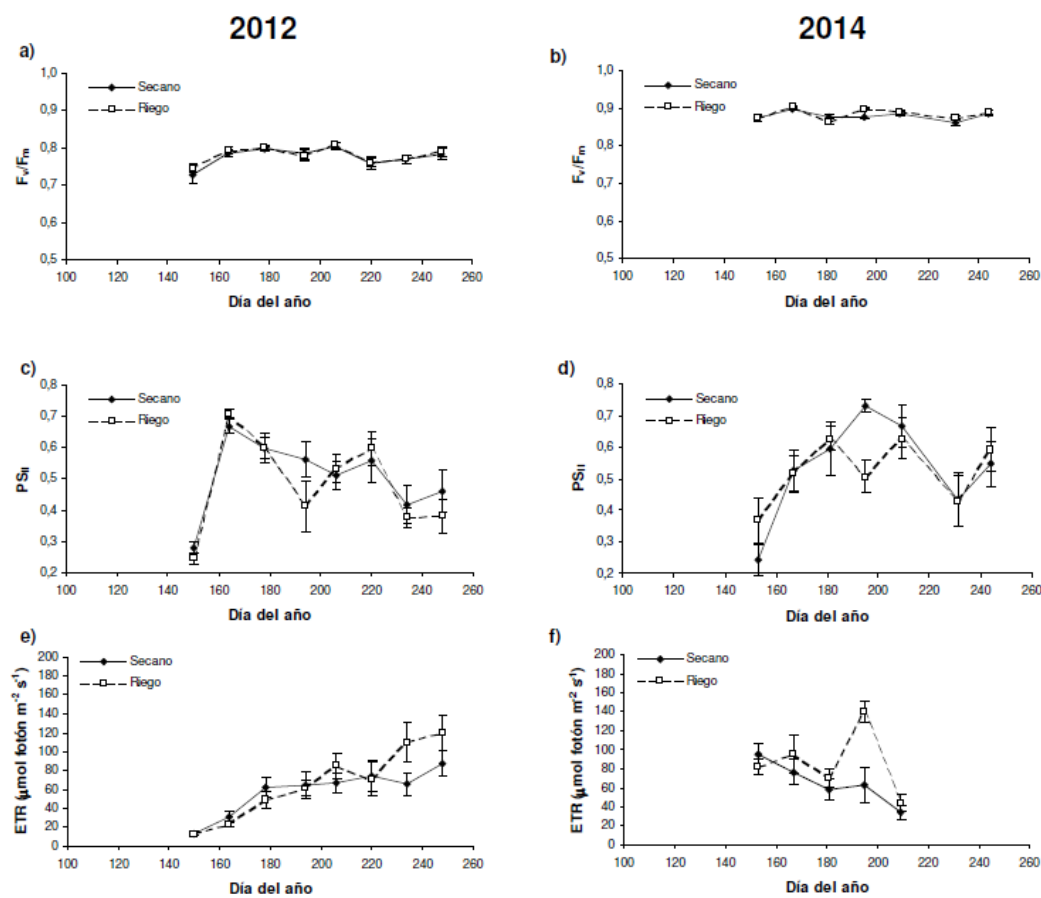 2012
2014
a)
b)
Secano
Riego
1,0
0,9
0,8
0,7
0,6
0,5
Fv/Fm
100 120 140 160 180 200 220 240 260
Día del año
Secano
Riego
1,0
0,9
0,8
0,7
0,6
0,5
Fv/Fm
100 120 140 160 180 200 220 240 260
Día del año
c)
d)
Secano
Riego
0,8
0,7
0,6
0,5
0,4
0,3
0,2
PSII
100 120 140 160 180 200 220 240 260
Día del año
Secano
Riego
0,8
0,7
0,6
0,5
0,4
0,3
0,2
PSII
100 120 140 160 180 200 220 240 260
Día del año
e)
f)
Secano
Riego
200
180
160
140
120
100
80
60
40
20
0
ETR (µmol fotón m-2 s-1)
100 120 140 160 180 200 220 240 260
Día del año
Secano
Riego
200
180
160
140
120
100
80
60
40
20
0
ETR (µmol fotón m-2 s-1)
100 120 140 160 180 200 220 240 260
Día del año